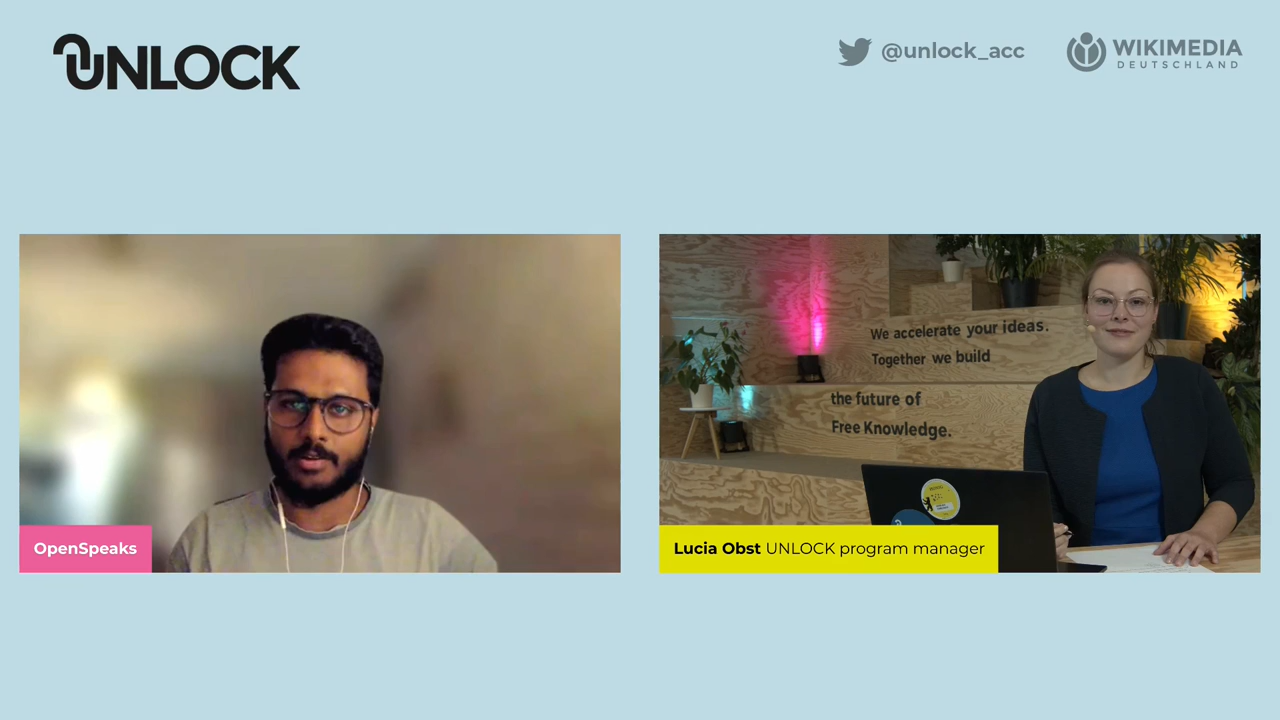 UNLOCK
@unlock_acc
WIKIMEDIA
DEUTSCHLAND
We accelerate your ideas.
Together we build
the future of
Free Knowledge.
OpenSpeaks
Lucia Obst UNLOCK program manager